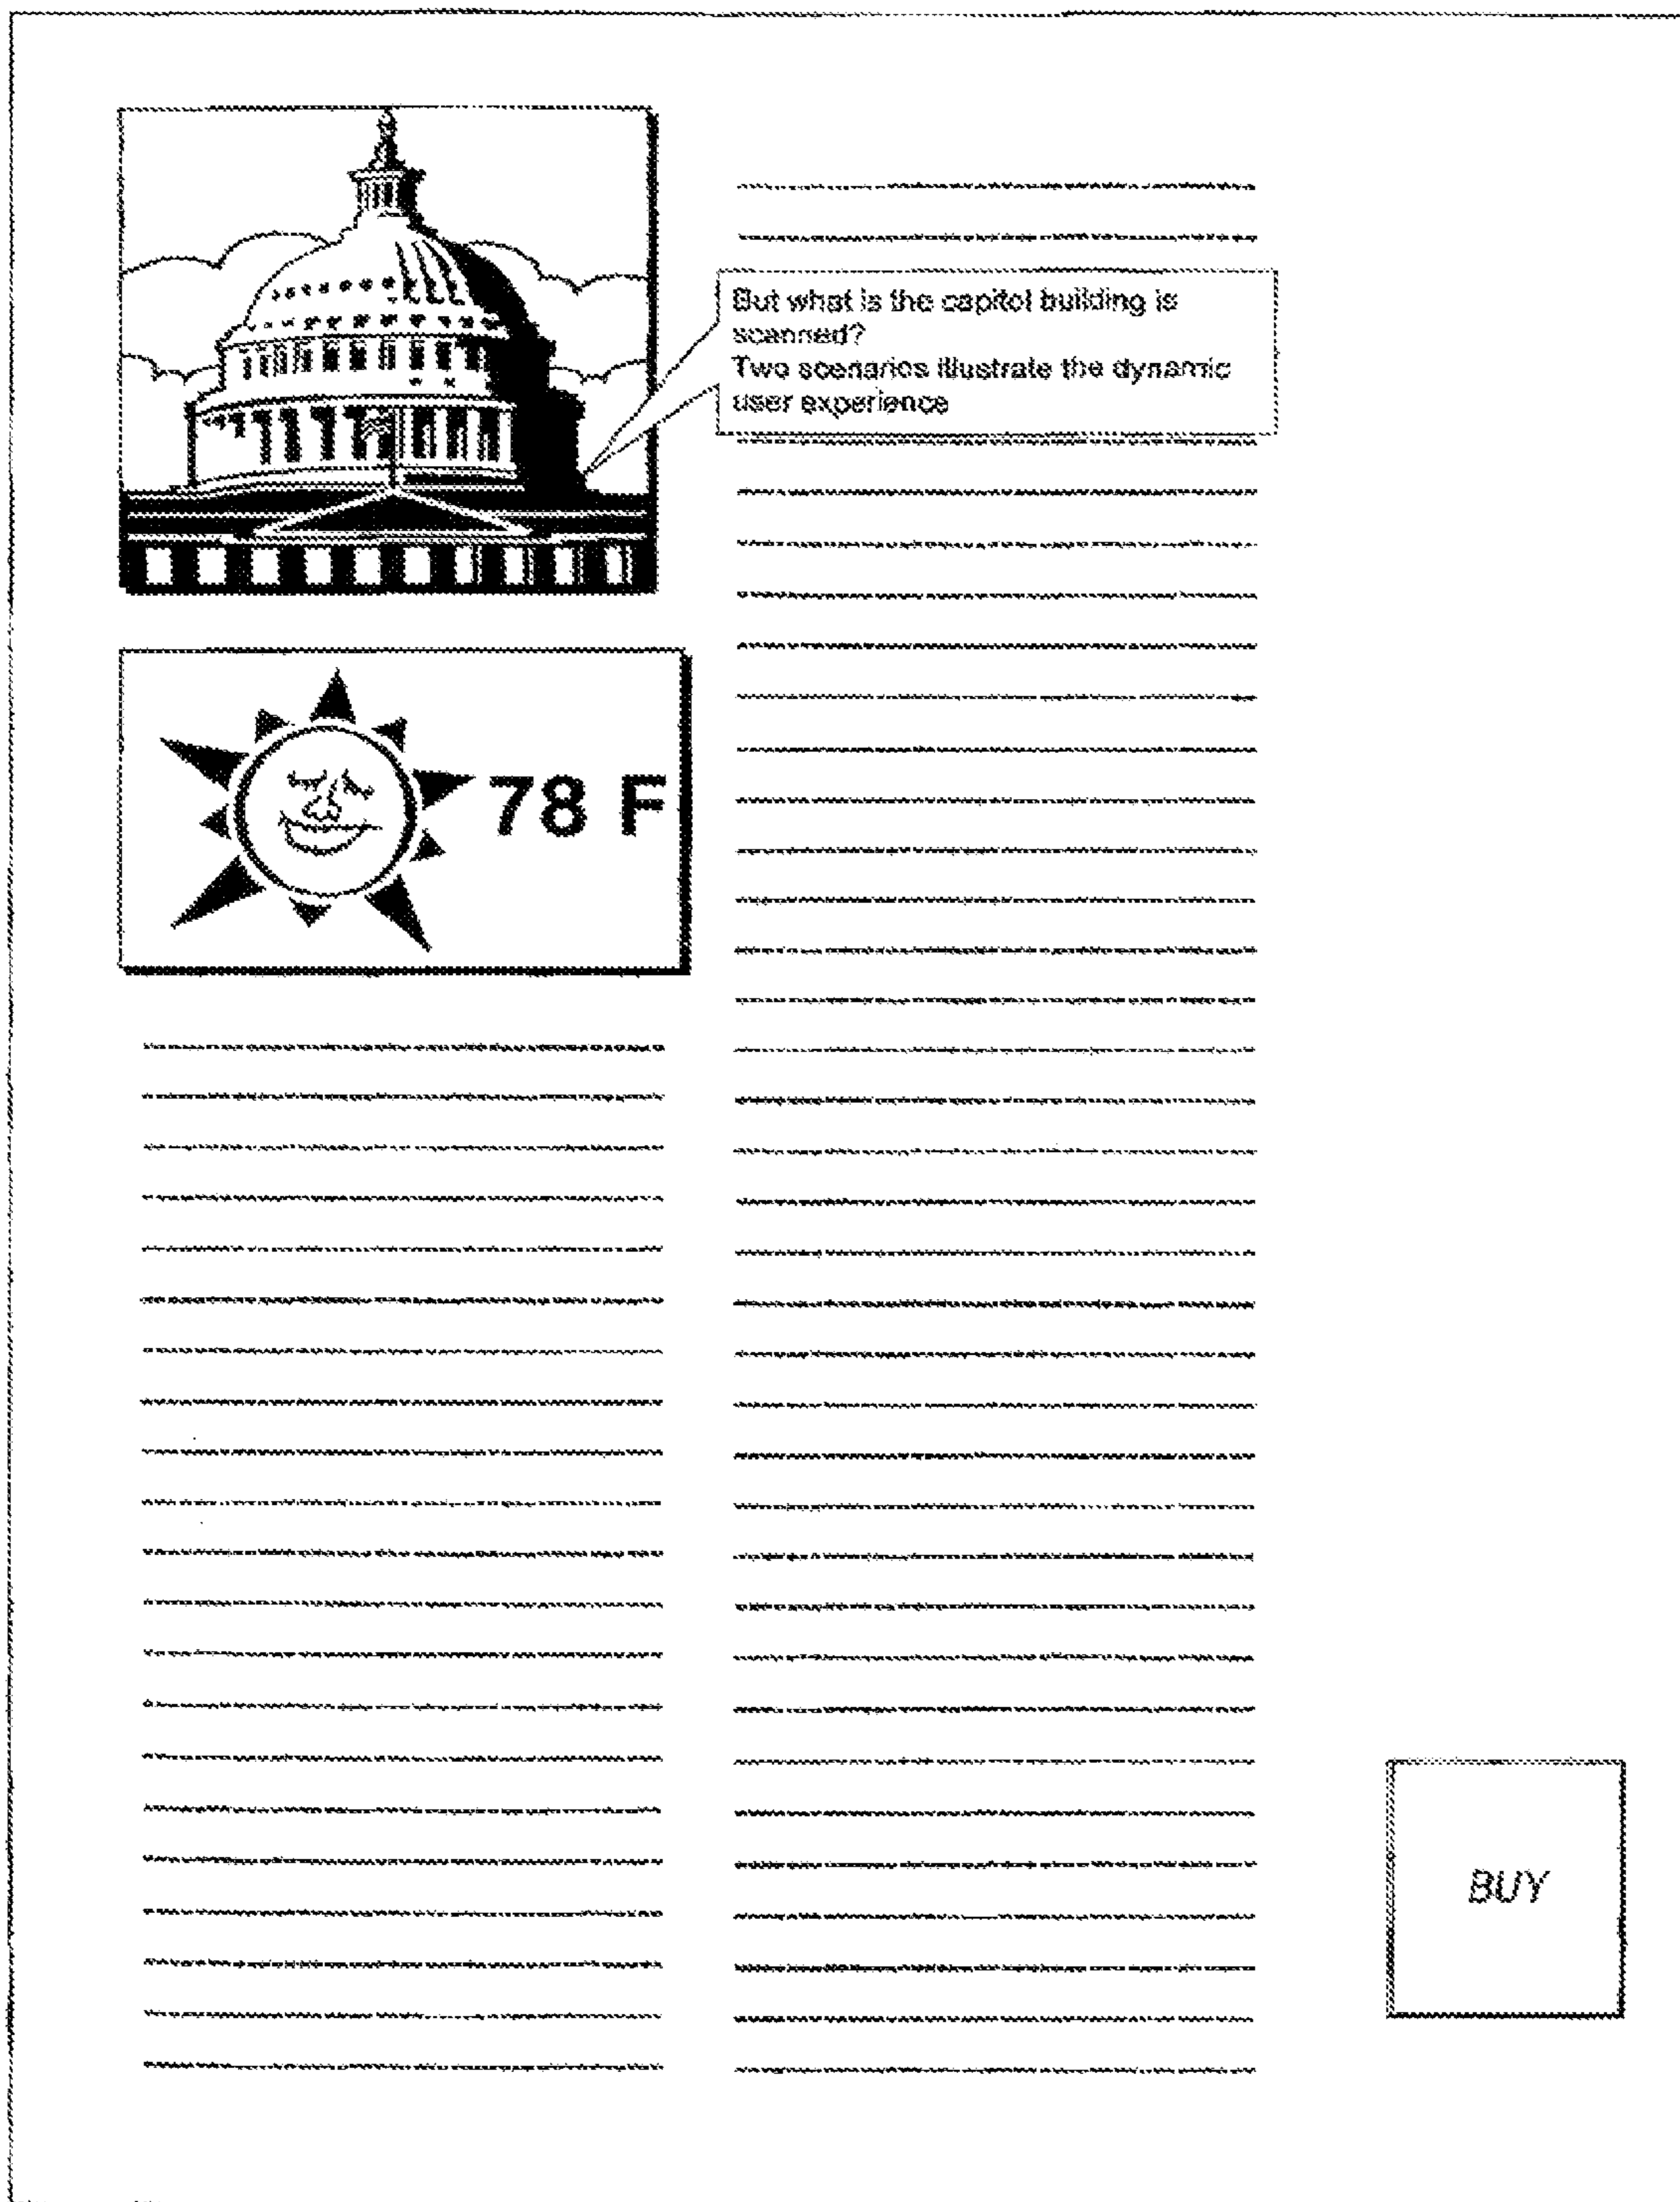 But what is the capitol building is
scanned?
Two scenarios illustrate the dynamic
user experience
78 F
BUY